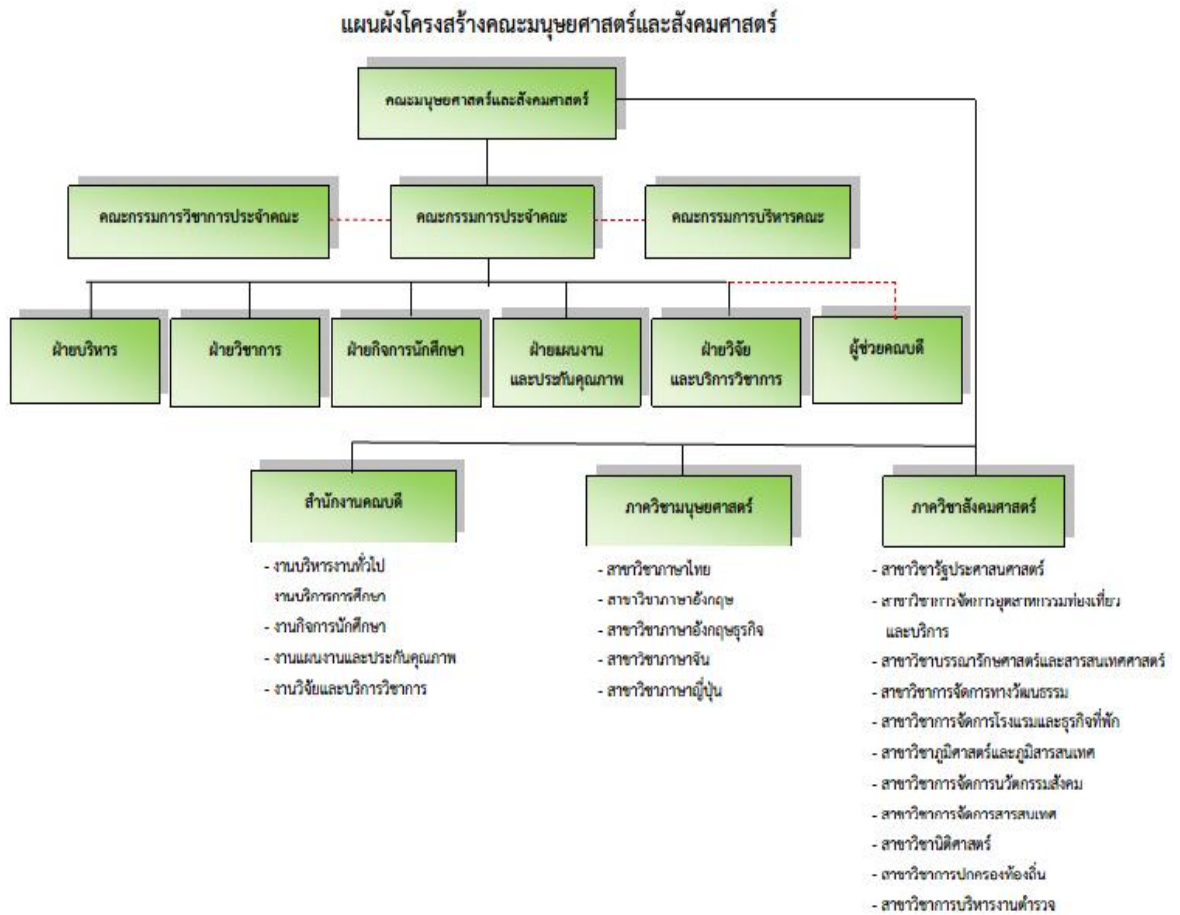 แผนผังโครงสร้างคณะมนุษยศาสตร์และสังคมศาสตร์
คณะมนุษยศาสตร์และสังคมศาสตร์
คณะกรรมการวิชาการประจำคณะ
คณะกรรมการประจำคณะ
คณะกรรมการบริหารคณะ
ฝ่ายบริหาร
ฝ่ายวิชาการ
ฝ่ายกิจการนักศึกษา
ฝ่ายแผนงาน
และประกันคุณภาพ
ฝ่ายวิจัย
และบริการวิชาการ
ผู้ช่วยคณบดี
สำนักงานคณบดี
- งานบริหารงานทั่วไป
งานบริการการศึกษา
- งานกิจการนักศึกษา
- งานแผนงานและประกันคุณภาพ
- งานวิจัยและบริการวิชาการ
ภาควิชามนุษยศาสตร์
- สาขาวิชาภาษาไทย
- สาขาวิชาภาษาอังกฤษ
- สาขาวิชาภาษาอังกฤษธุรกิจ
- สาขาวิชาภาษาจีน
- สาขาวิชาภาษาญี่ปุ่น
ภาควิชาสังคมศาสตร์
- สาขาวิชารัฐประศาสนศาสตร์
- สาขาวิชาการจัดการอุตสาหกรรมท่องเที่ยว
และบริการ
- สาขาวิชาบรรณารักษศาสตร์และสารสนเทศศาสตร์
- สาขาวิชาการจัดการทางวัฒนธรรม
- สาขาวิชาการจัดการโรงแรมและธุรกิจที่พัก
- สาขาวิชาภูมิศาสตร์และภูมิสารสนเทศ
- สาขาวิชาการจัดการนวัตกรรมสังคม
- สาขาวิชาการจัดการสารสนเทศ
- สาขาวิชานิติศาสตร์
- สาขาวิชาการปกครองท้องถิ่น
- สาขาวิชาการบริหารงานตำรวจ